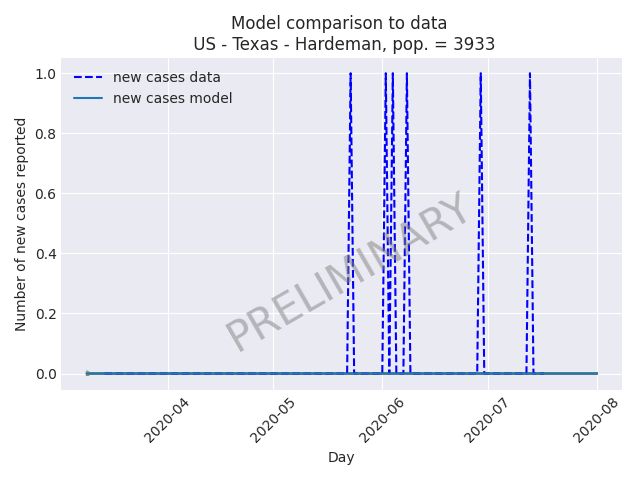 Model comparison to data
US - Texas - Hardeman, pop. = 3933
new cases data
new cases model
Number of new cases reported
1.0
0.8
0.6
0.4
0.2
0.0
PRELIMINARY
2020-04
2020-05
2020-06
2020-07
2020-08
Day